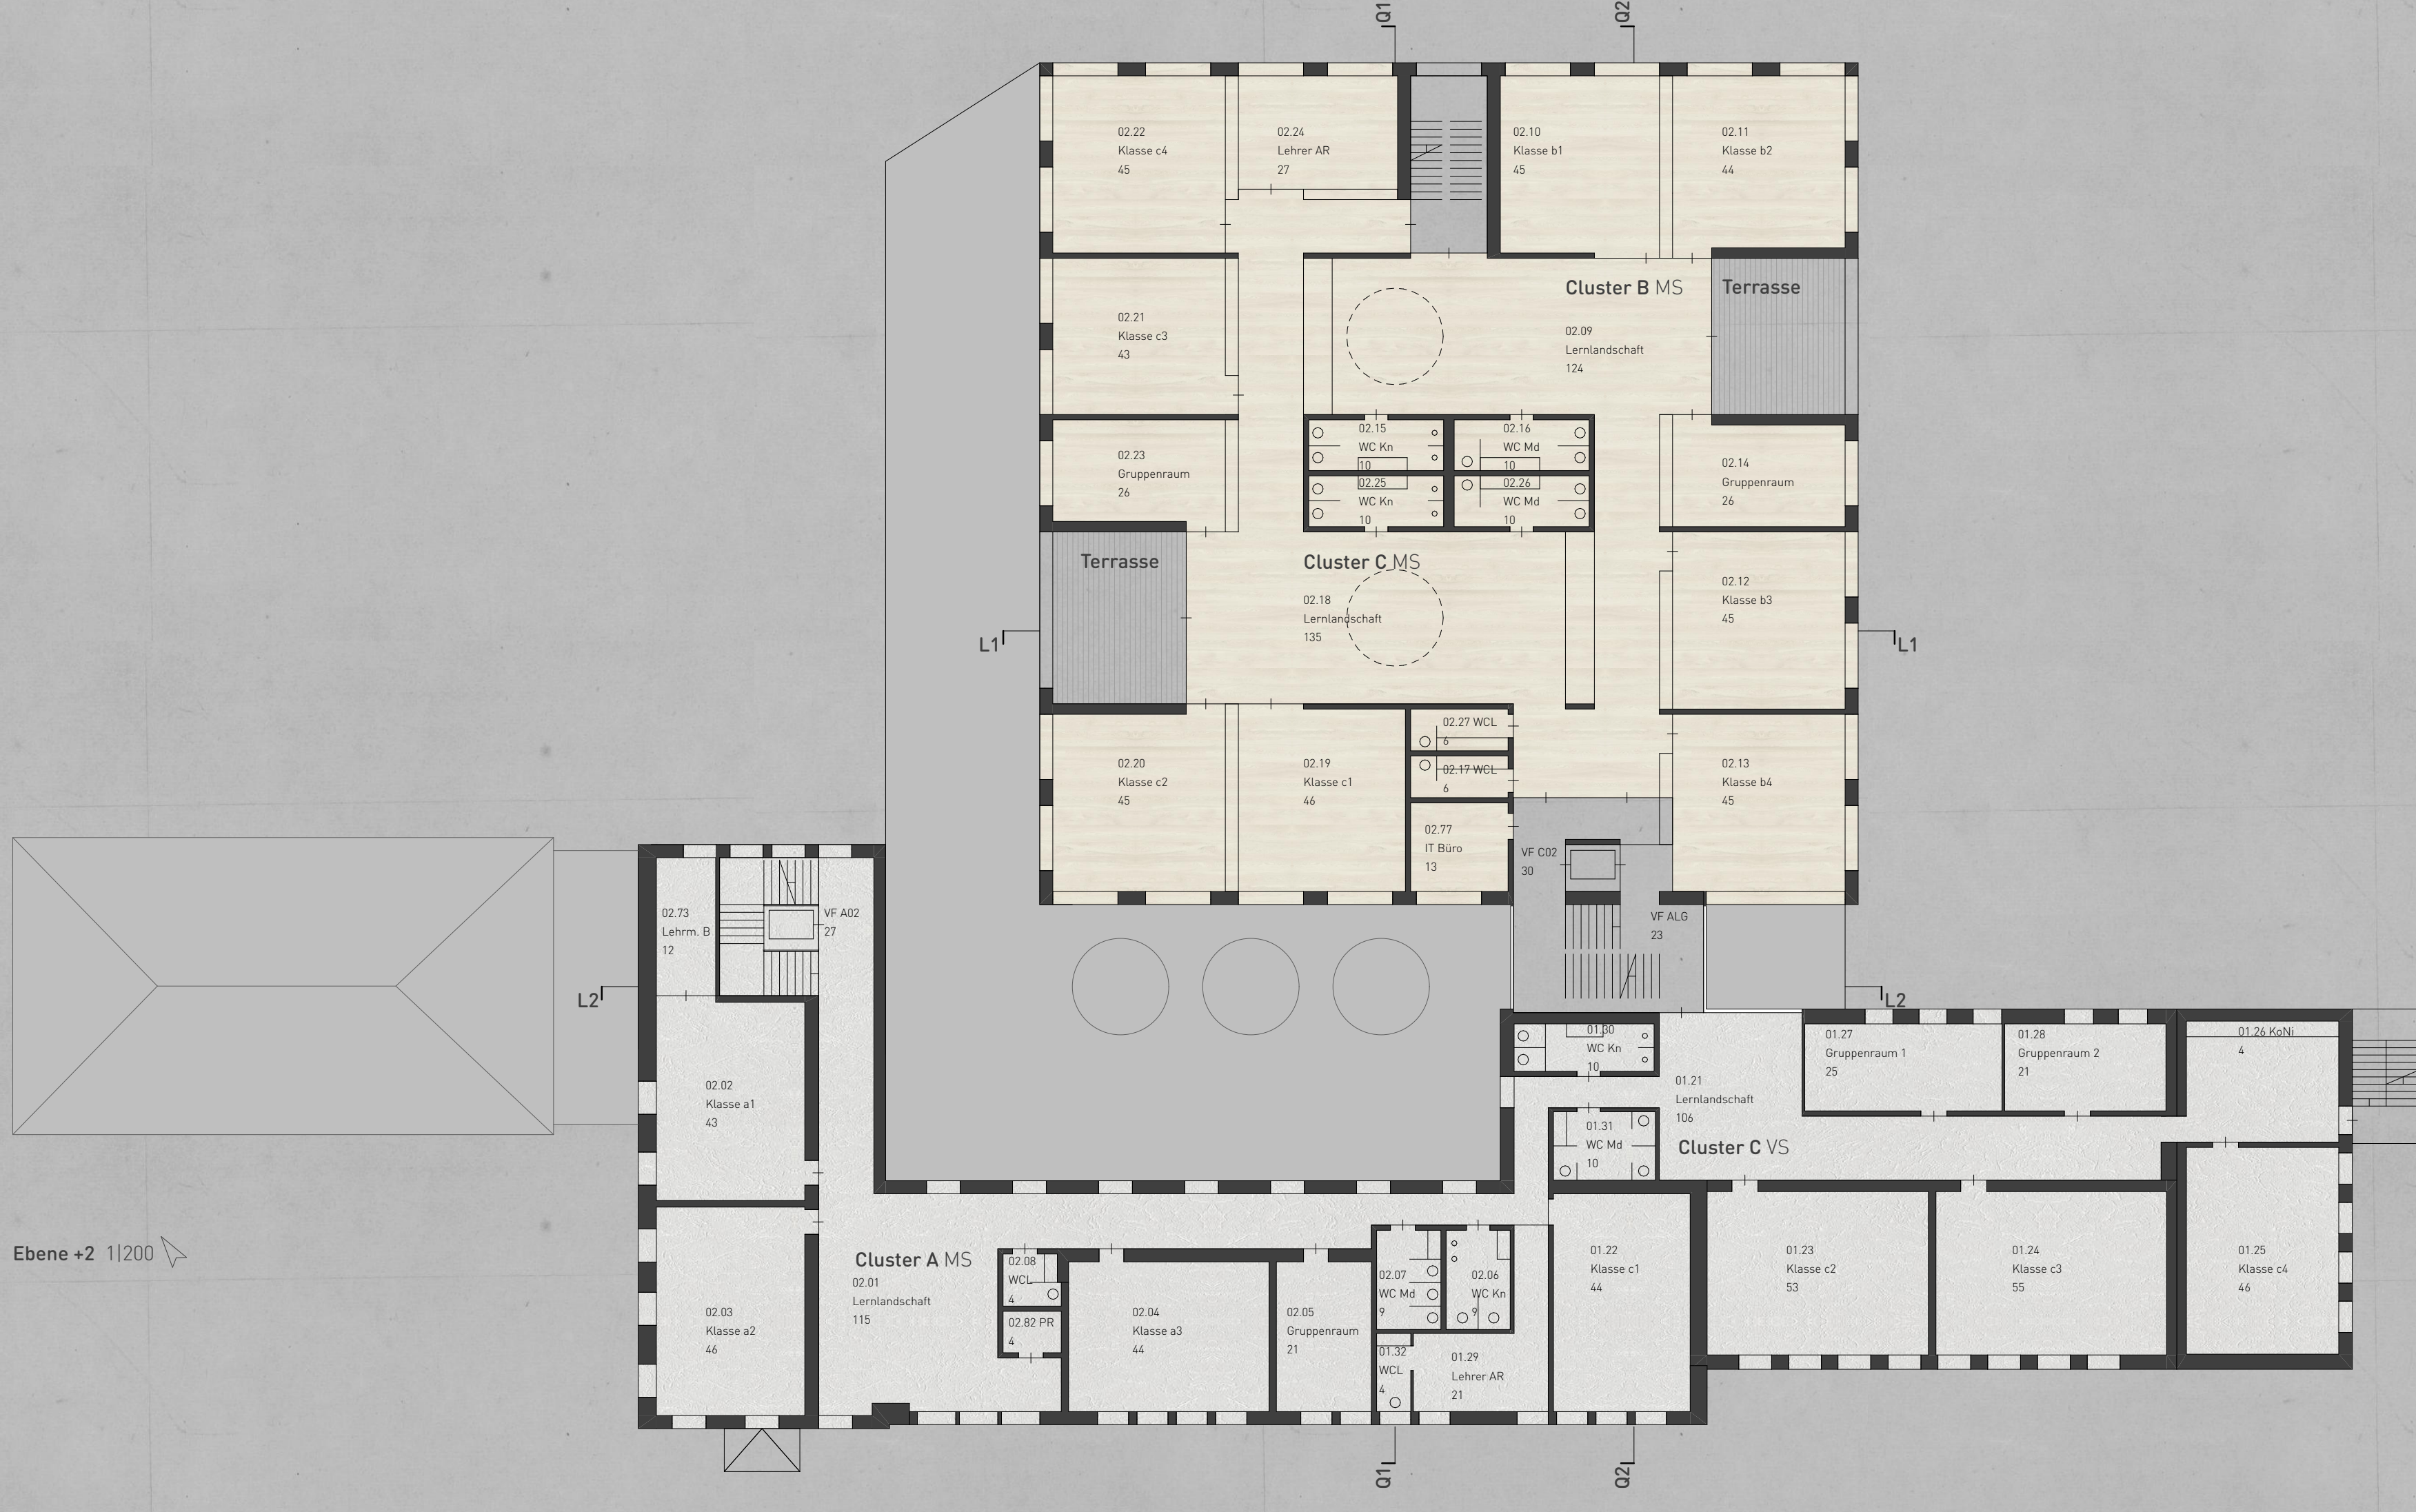 Q1
Q2
02.22
Klasse c4
45
02.24
Lehrer AR
27
02.10
Klasse b1
45
02.11
Klasse b2
44
Cluster B MS
Terrasse
02.21
Klasse c3
43
02.09
Lernlandschaft
124
02.23
Gruppenraum
26
02.15
WC Kn
10
02.16
WC Md
10
02.25
WC Kn
10
02.26
WC Md
10
02.14
Gruppenraum
26
Terrasse
Cluster C MS
02.18
Lernlandschaft
135
02.12
Klasse b3
45
L1
L1
02.20
Klasse c2
45
02.19
Klasse c1
46
02.27 WCL
6
02.17 WCL
6
02.77
IT Büro
13
02.13
Klasse b4
45
VF C02
30
VF ALG
23
02.73
Lehrm. B
12
VF A02
27
L2
L2
02.02
Klasse a1
43
01.30
WC Kn
10
01.31
WC Md
10
01.21
Lernlandschaft
106
Cluster C VS
01.27
Gruppenraum 1
25
01.28
Gruppenraum 2
21
01.26 KoNi
4
Ebene +2 1|200
02.03
Klasse a2
46
Cluster A MS
02.01
Lernlandschaft
115
02.08
WCL
4
02.82 PR
4
02.04
Klasse a3
44
02.05
Gruppenraum
21
02.07
WC Md
9
02.06
WC Kn
9
01.32
WCL
4
01.29
Lehrer AR
21
01.22
Klasse c1
44
01.23
Klasse c2
53
01.24
Klasse c3
55
01.25
Klasse c4
46
Q1
Q2